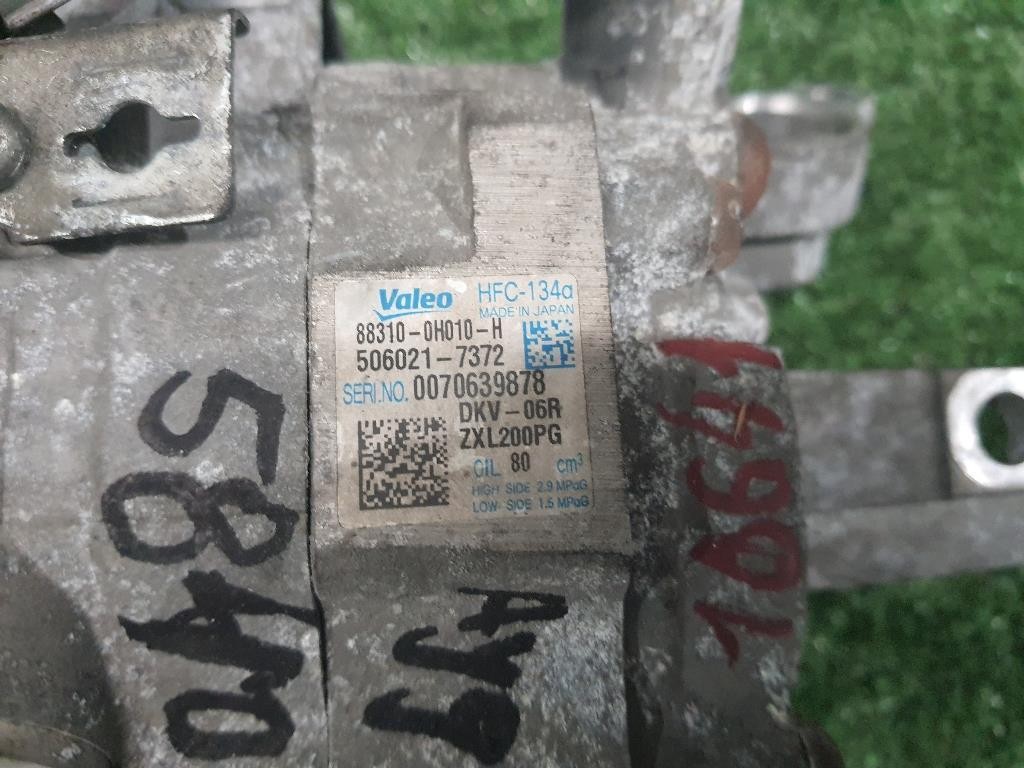 Valeo HFC-134a
MADE IN JAPAN
88310-0H010-H
506021-7372
SERI.NO. 0070639878
DKV-06R
ZXL200PG
OIL 80 cm³
HIGH SIDE 2.9 MPaG
LOW SIDE 1.5 MPaG
10641